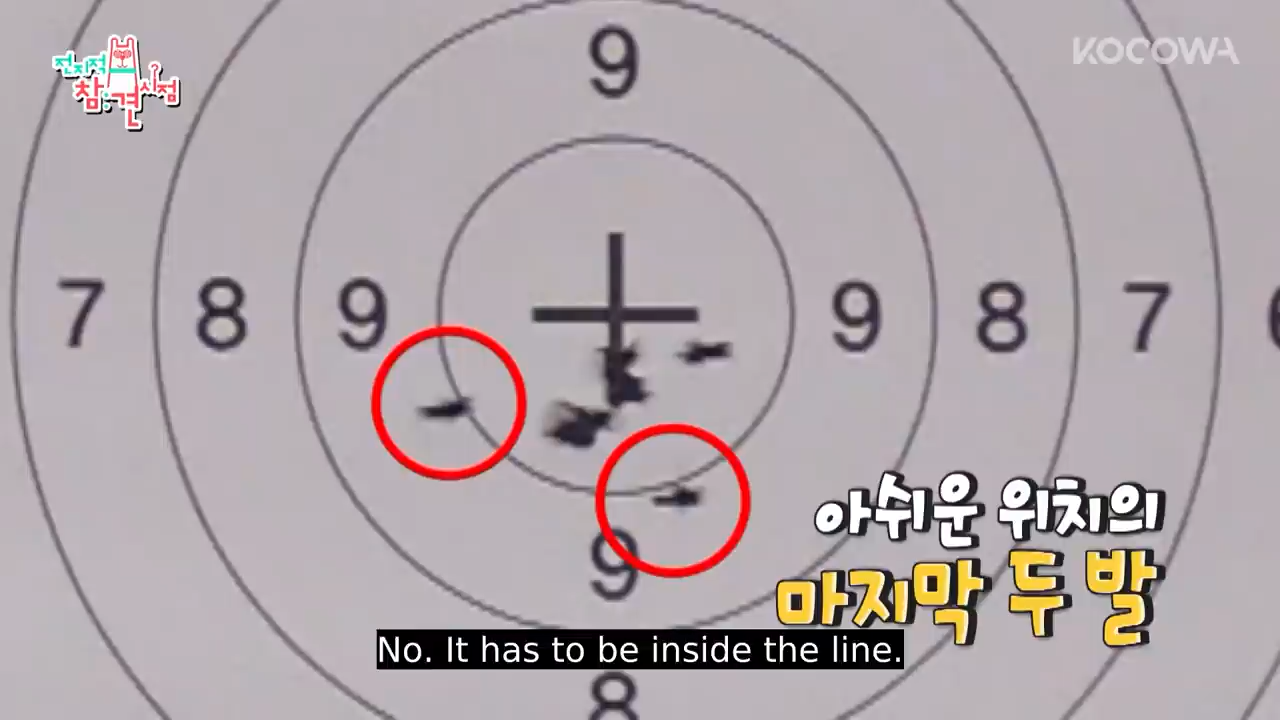 전지적
참견 시점
KOCOWA
9
7 8 9 9 8 7
9
8
아쉬운 위치의
마지막 두 발
No. It has to be inside the line.